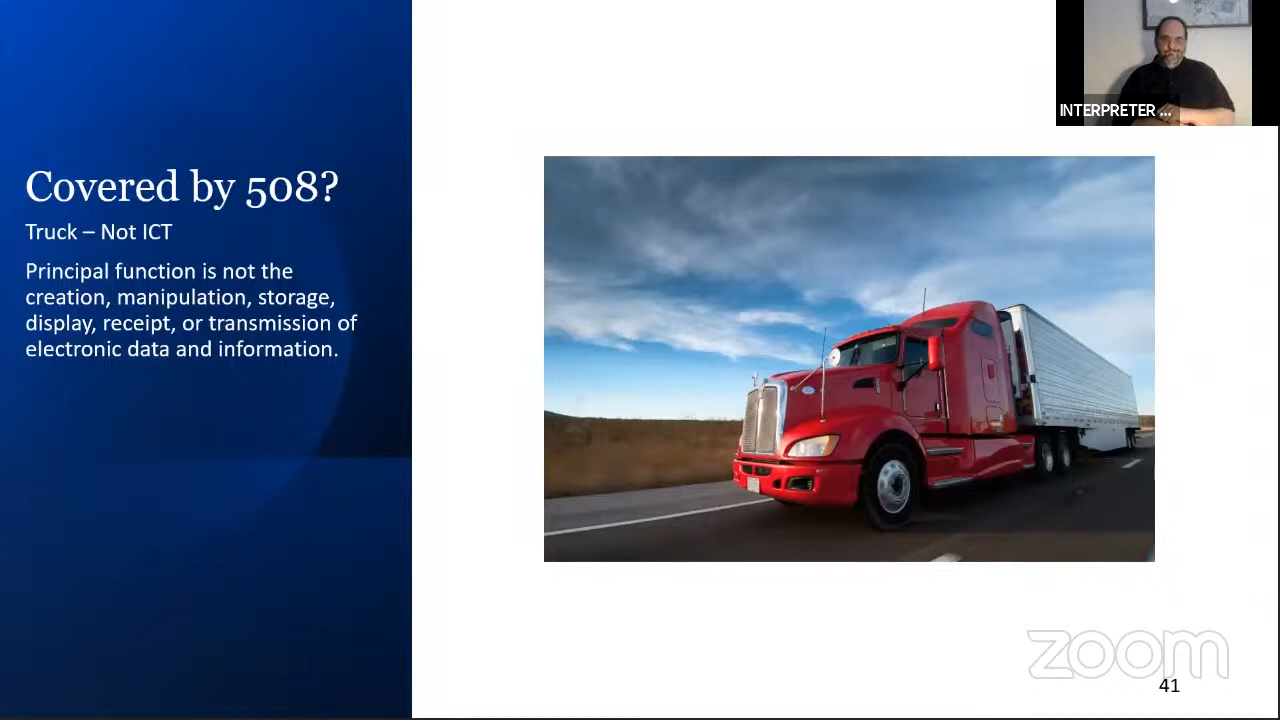 INTERPRETER ...
Covered by 508?
Truck – Not ICT
Principal function is not the
creation, manipulation, storage,
display, receipt, or transmission of
electronic data and information.
zoom
41